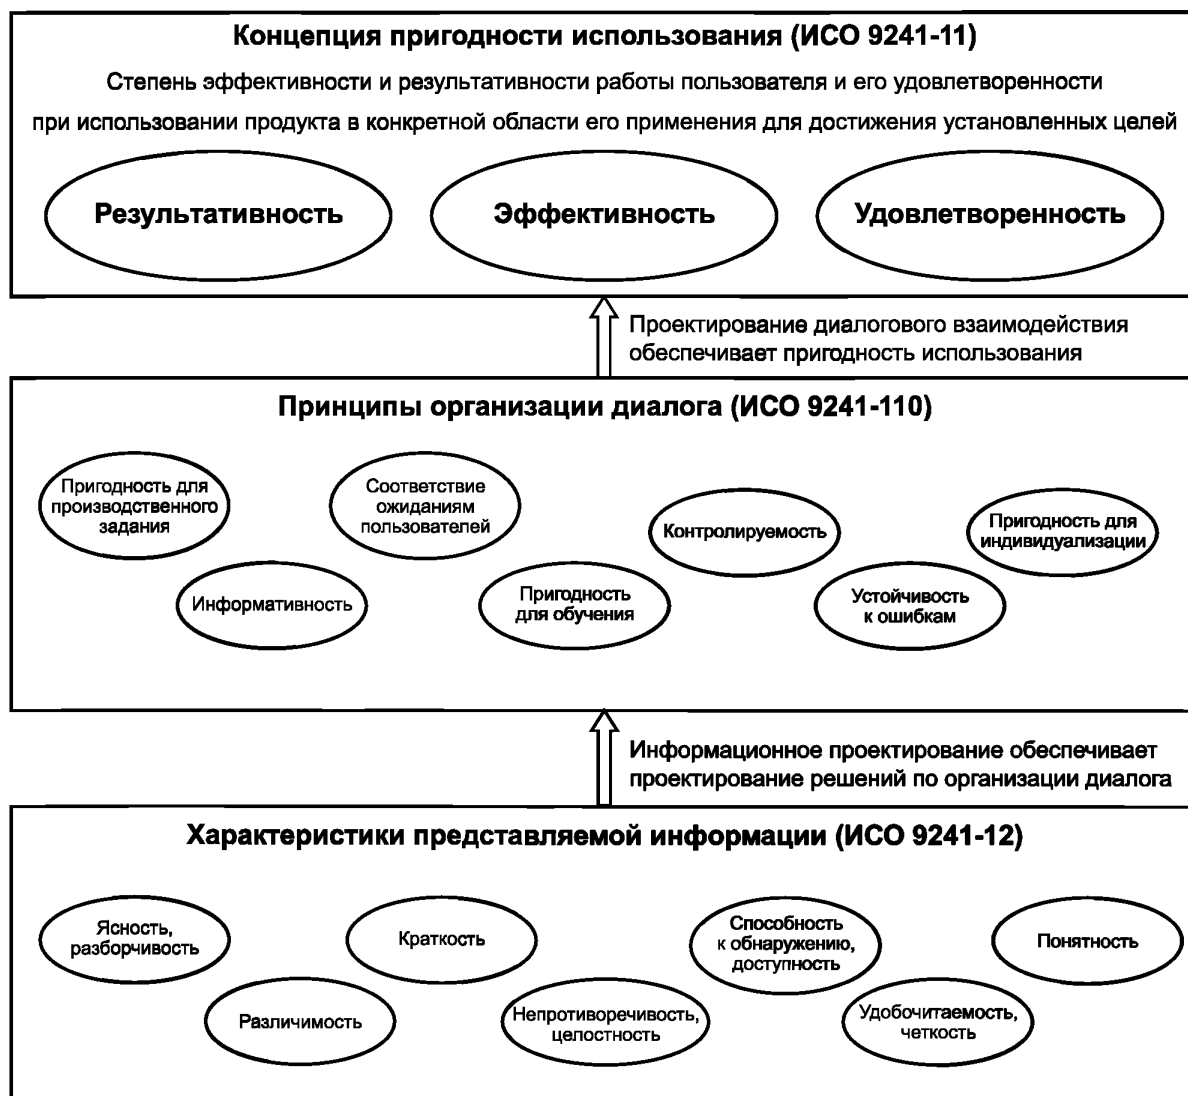 Концепция пригодности использования (ИСО 9241-11)
Степень эффективности и результативности работы пользователя и его удовлетворенности
при использовании продукта в конкретной области его применения для достижения установленных целей
Результативность
Эффективность
Удовлетворенность
Проектирование диалогового взаимодействия
обеспечивает пригодность использования
Принципы организации диалога (ИСО 9241-110)
Пригодность для
производственного
задания
Соответствие
ожиданиям
пользователей
Контролируемость
Пригодность для
индивидуализации
Информативность
Пригодность
для обучения
Устойчивость
к ошибкам
Информационное проектирование обеспечивает
проектирование решений по организации диалога
Характеристики представляемой информации (ИСО 9241-12)
Ясность,
разборчивость
Краткость
Способность
к обнаружению,
доступность
Понятность
Различимость
Непротиворечивость,
целостность
Удобочитаемость,
четкость